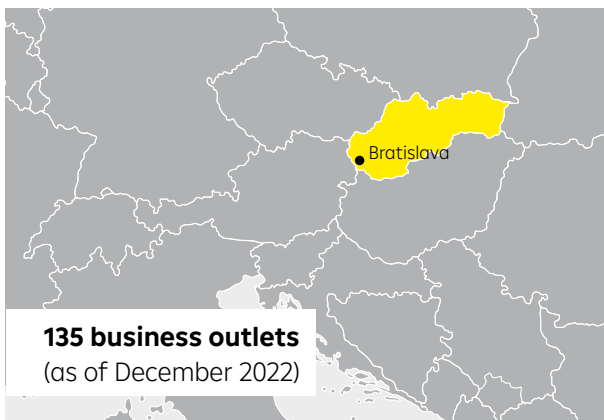 Bratislava
135 business outlets
(as of December 2022)